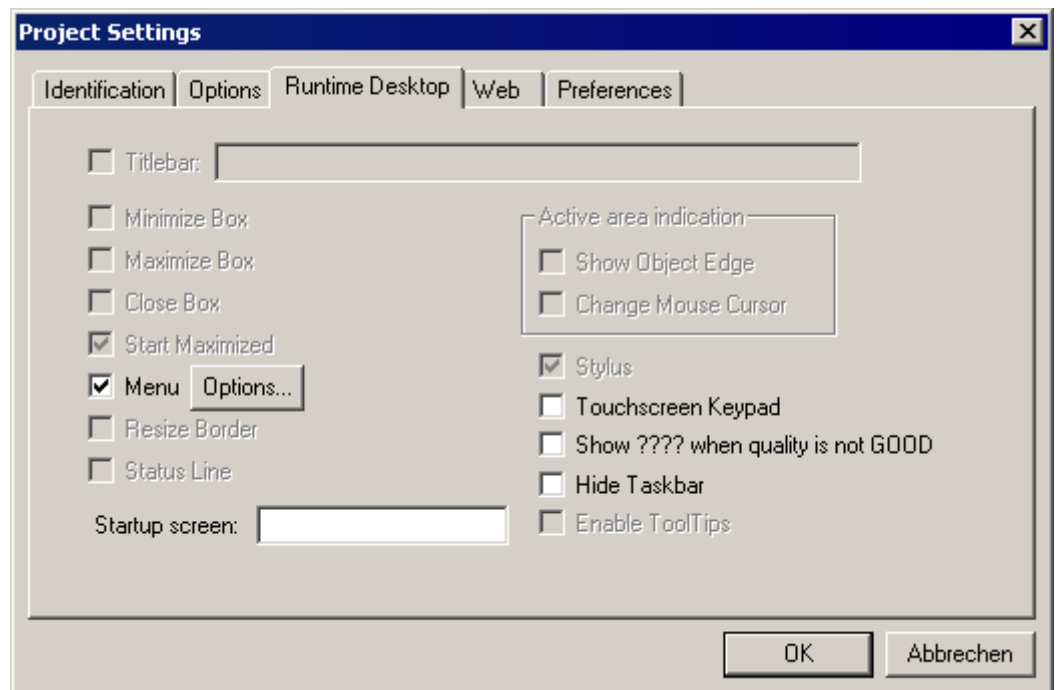 Project Settings
Identification Options Runtime Desktop Web Preferences
Titlebar:
Minimize Box
Maximize Box
Close Box
Start Maximized
Menu Options...
Resize Border
Status Line
Startup screen:
Active area indication
Show Object Edge
Change Mouse Cursor
Stylus
Touchscreen Keypad
Show ???? when quality is not GOOD
Hide Taskbar
Enable ToolTips
OK Abbrechen